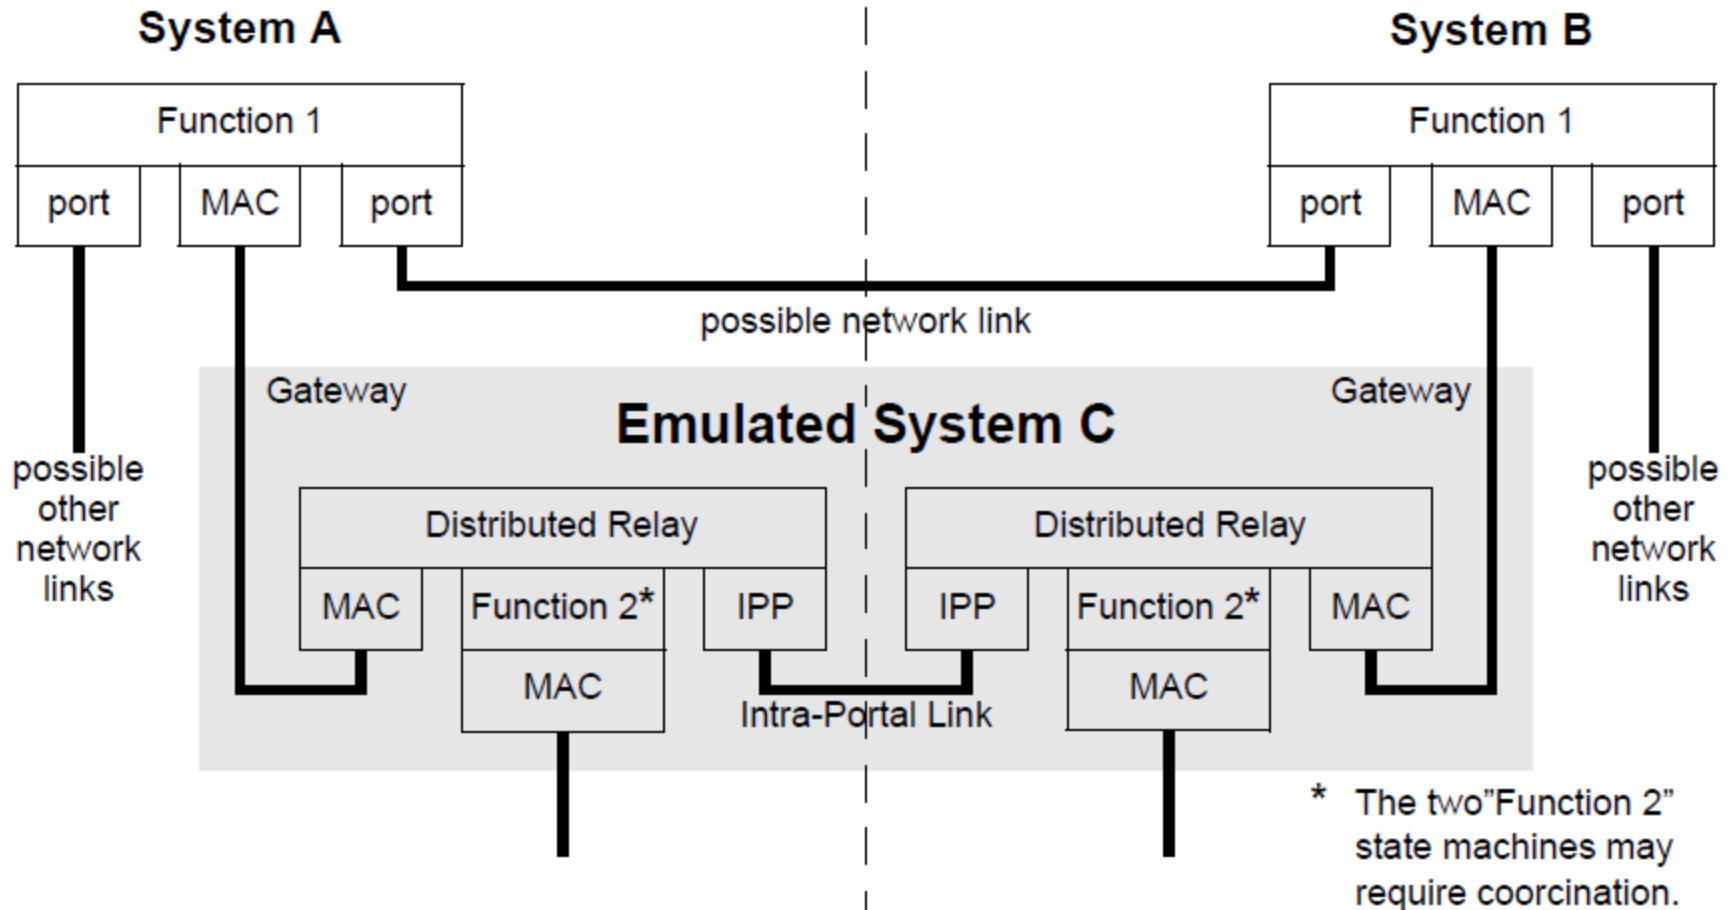 System A
System B
Function 1
Function 1
port
MAC
port
port
MAC
port
possible network link
Gateway
Gateway
Emulated System C
possible
other
network
links
possible
other
network
links
Distributed Relay
Distributed Relay
MAC
Function 2*
IPP
IPP
Function 2*
MAC
MAC
MAC
Intra-Portal Link
* The two"Function 2"
state machines may
require coorcination.